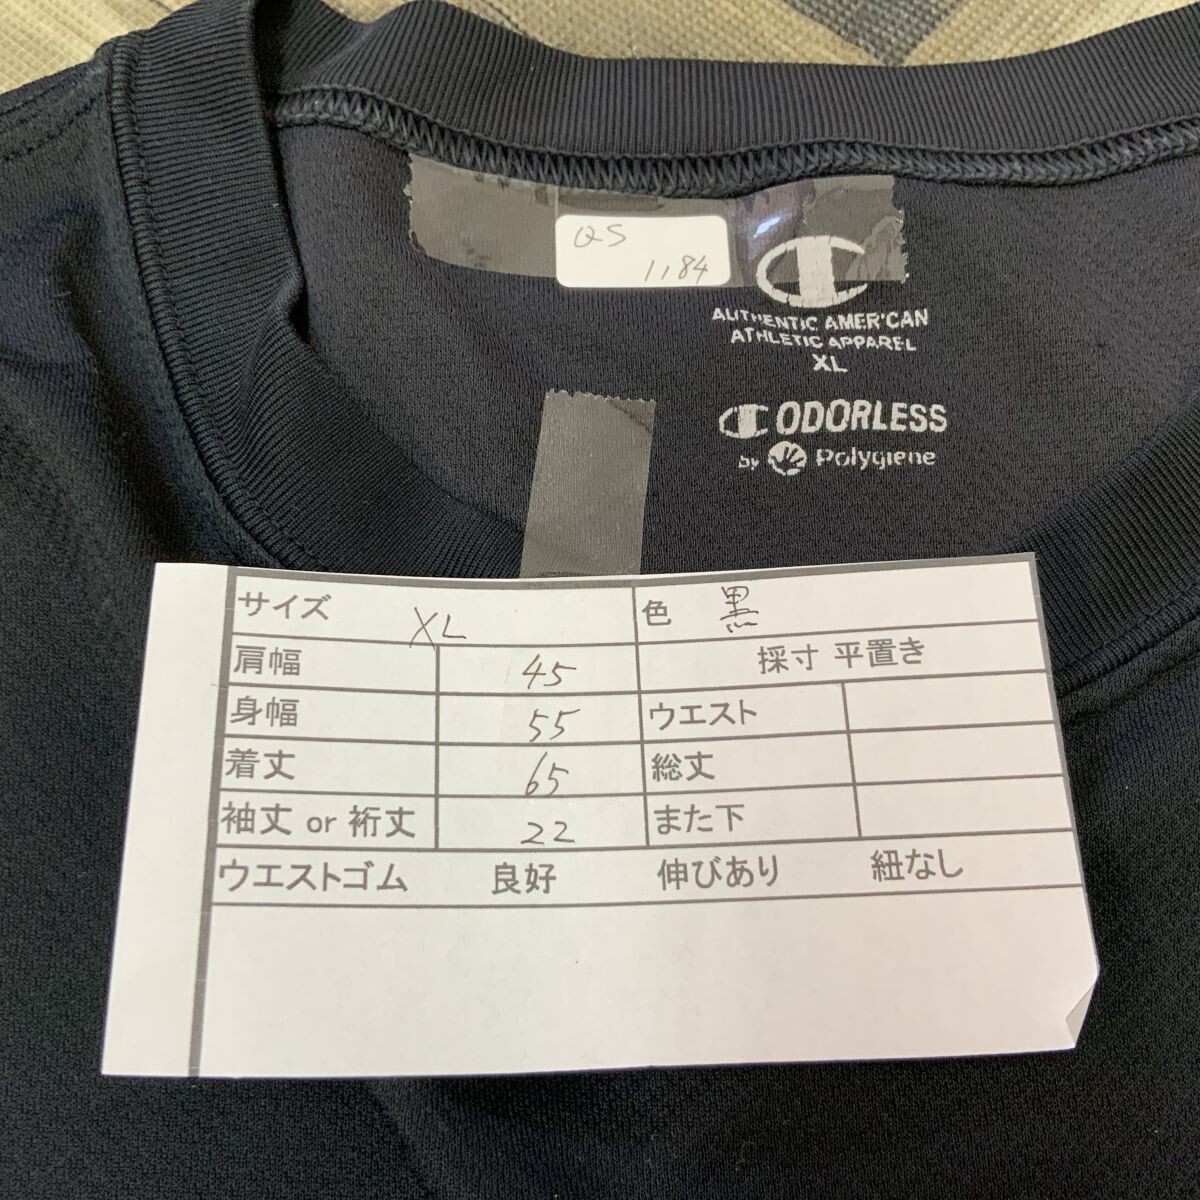 QS
1184
AUTHENTIC AMERICAN
ATHLETIC APPAREL
XL
ODORLESS
by Polygiene
サイズ XL 色 黒
肩幅 45 採寸 平置き
身幅 55 ウエスト
着丈 65 総丈
袖丈 or 裄丈 22 また下
ウエストゴム 良好 伸びあり 紐なし